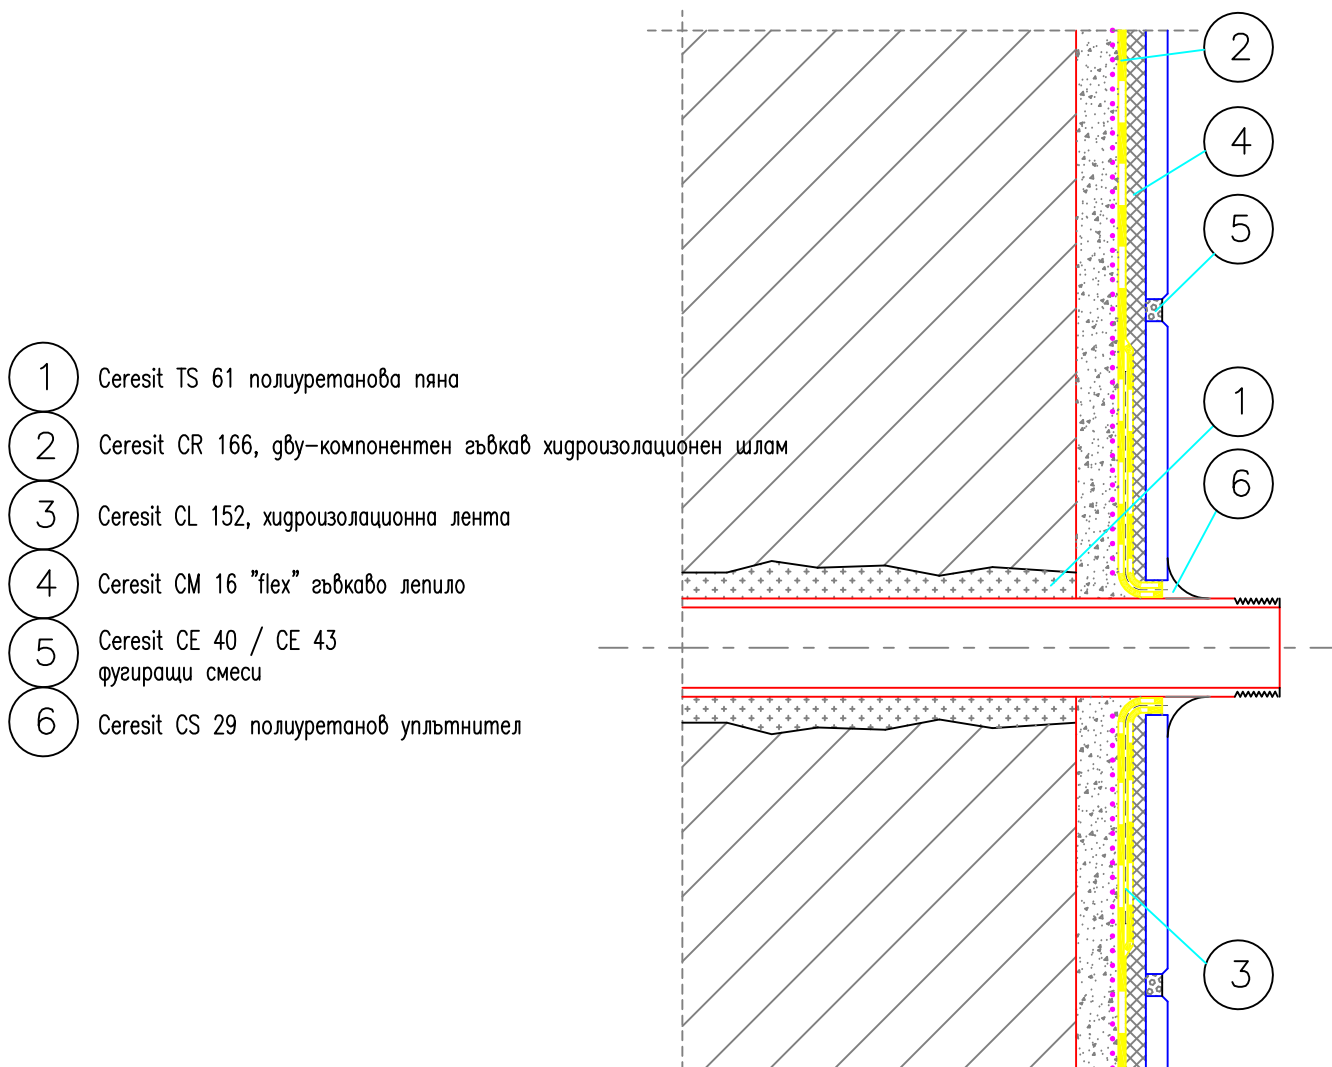 1 Ceresit TS 61 полиуретанова пяна
2 Ceresit CR 166, дву-компонентен гъвкав хидроизолационен шлам
3 Ceresit CL 152, хидроизолационна лента
4 Ceresit CM 16 "flex" гъвкаво лепило
5 Ceresit CE 40 / CE 43
фугиращи смеси
6 Ceresit CS 29 полиуретанов уплътнител
2
4
5
1
6
3